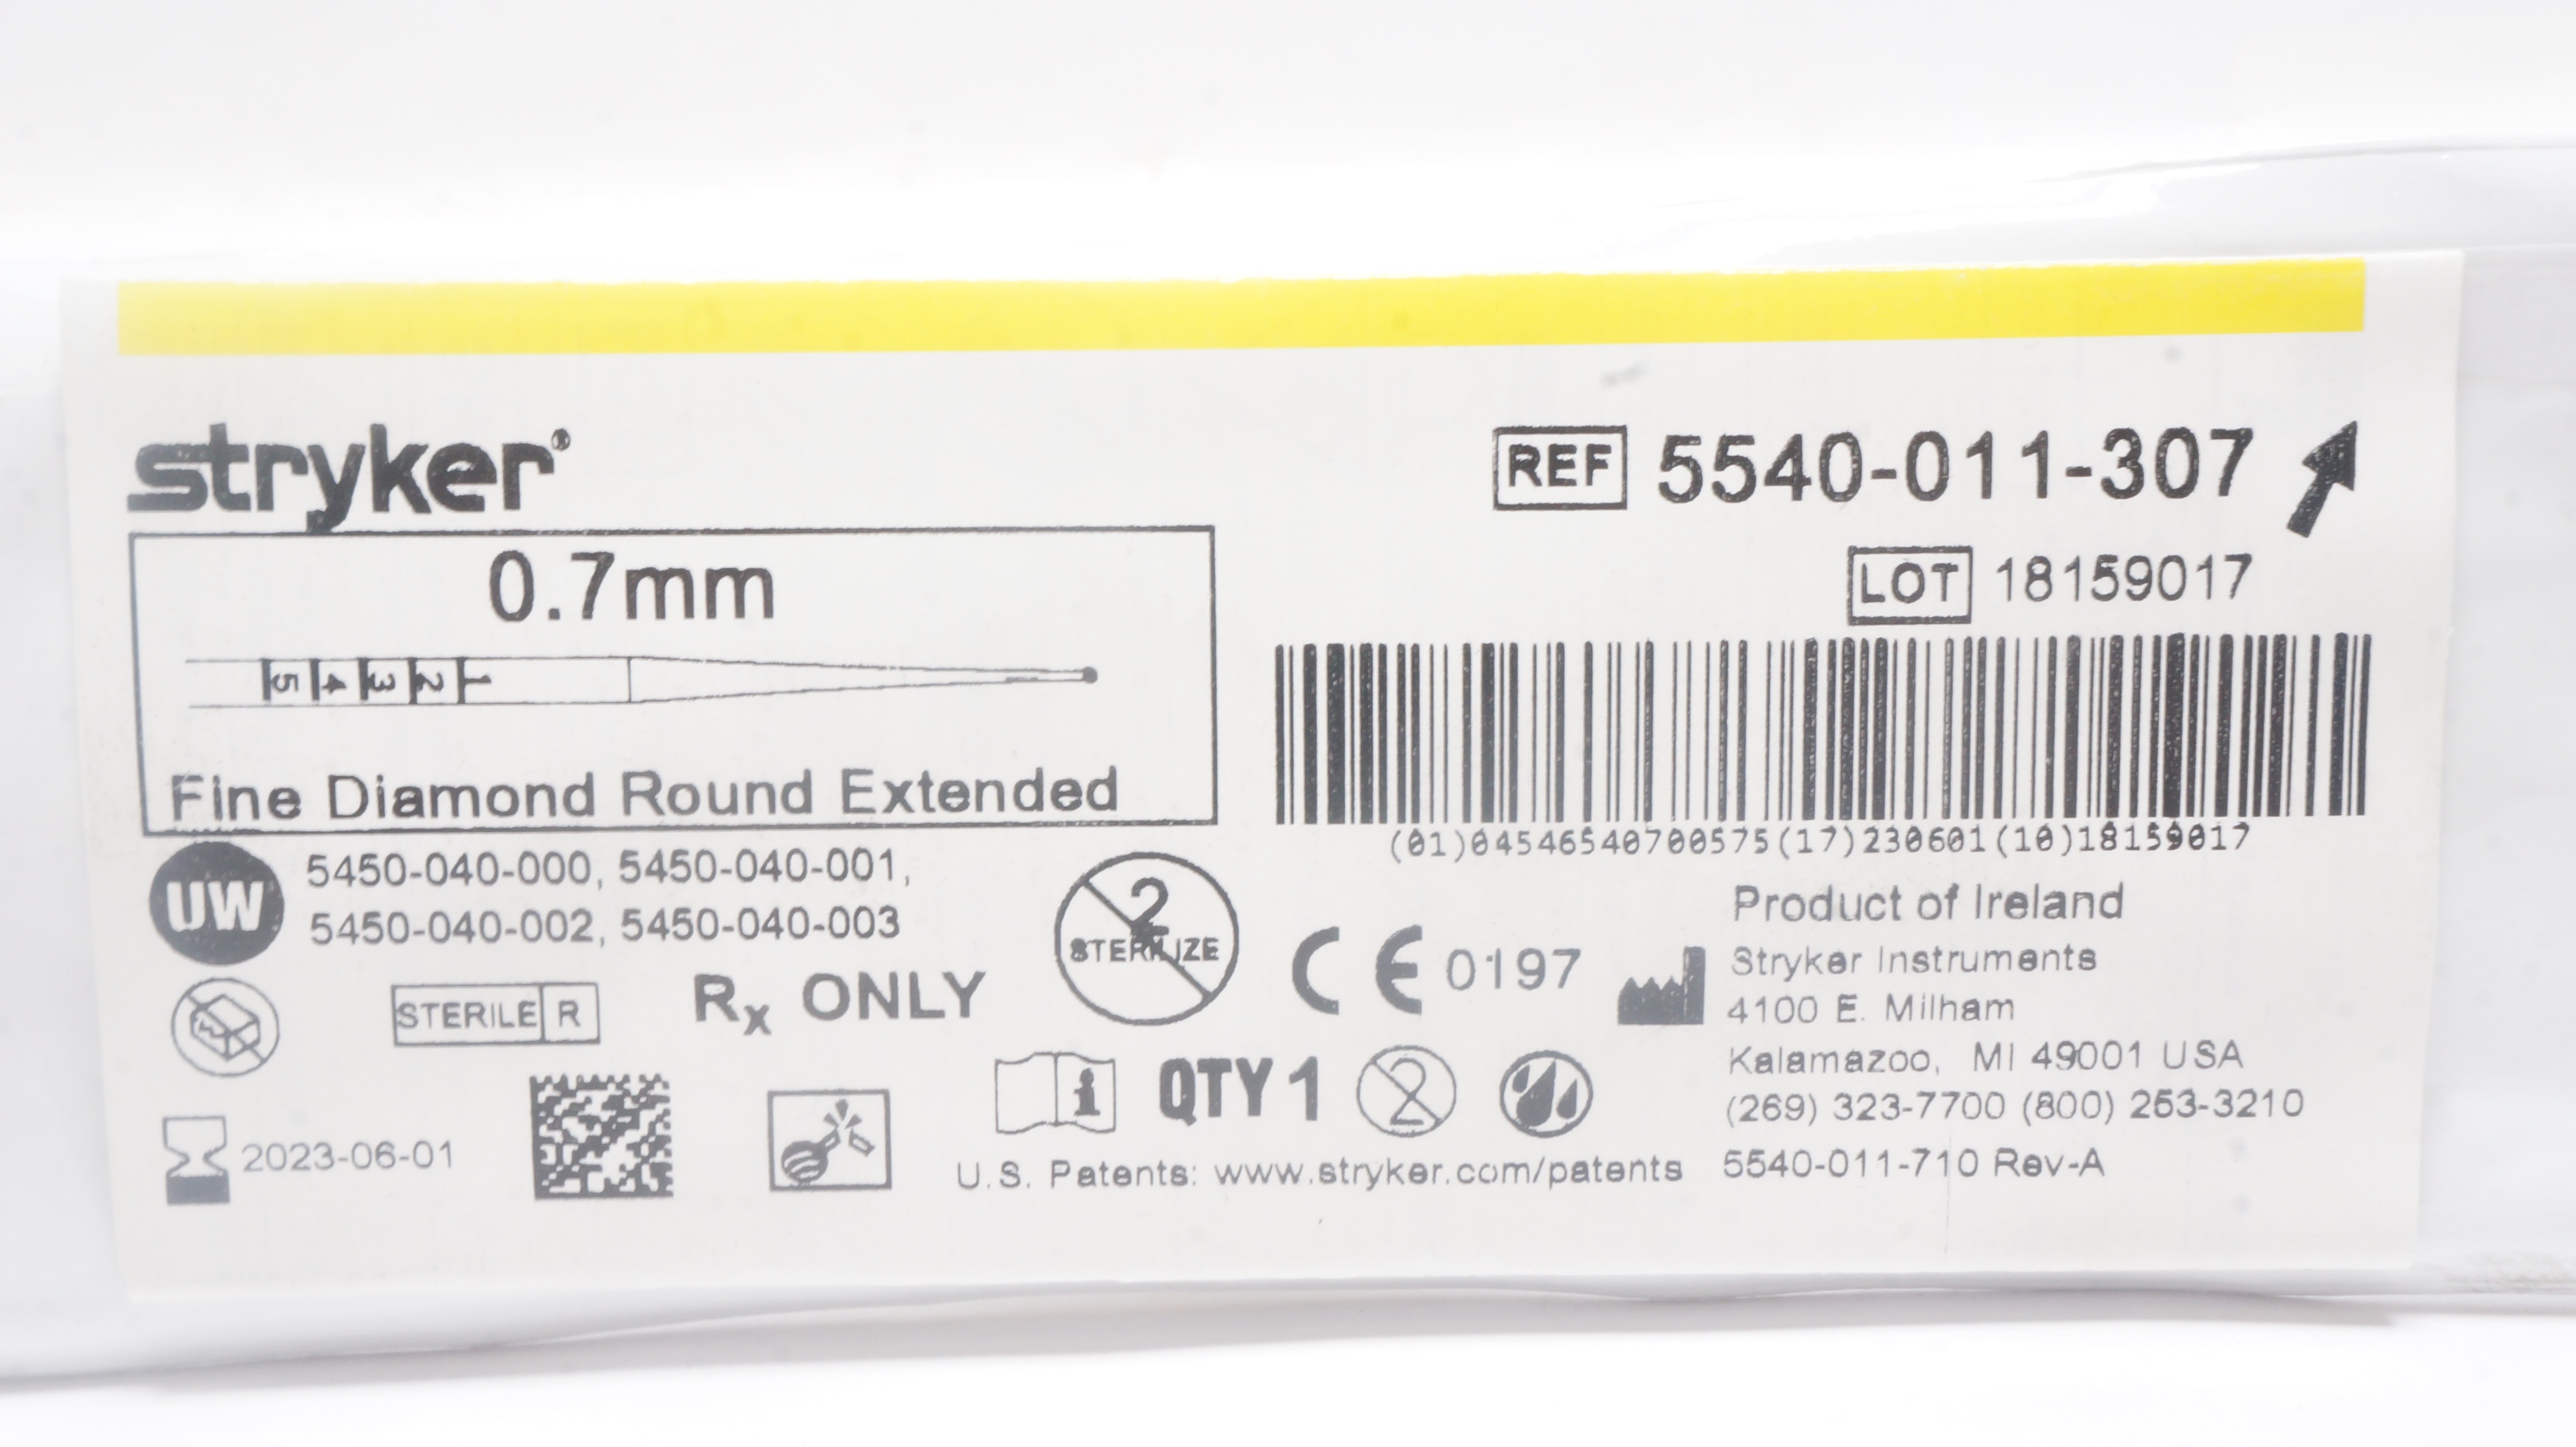 stryker®
REF 5540-011-307
LOT 18159017
0.7mm
5 4 3 2 1
Fine Diamond Round Extended
(01)04546540700575(17)230601(10)18159017
UW 5450-040-000, 5450-040-001,
5450-040-002, 5450-040-003
2
STERILIZE
CE 0197
STERILE R
Rx ONLY
2023-06-01
i
QTY 1
2
U.S. Patents: www.stryker.com/patents
Product of Ireland
Stryker Instruments
4100 E. Milham
Kalamazoo, MI 49001 USA
(269) 323-7700 (800) 253-3210
5540-011-710 Rev-A